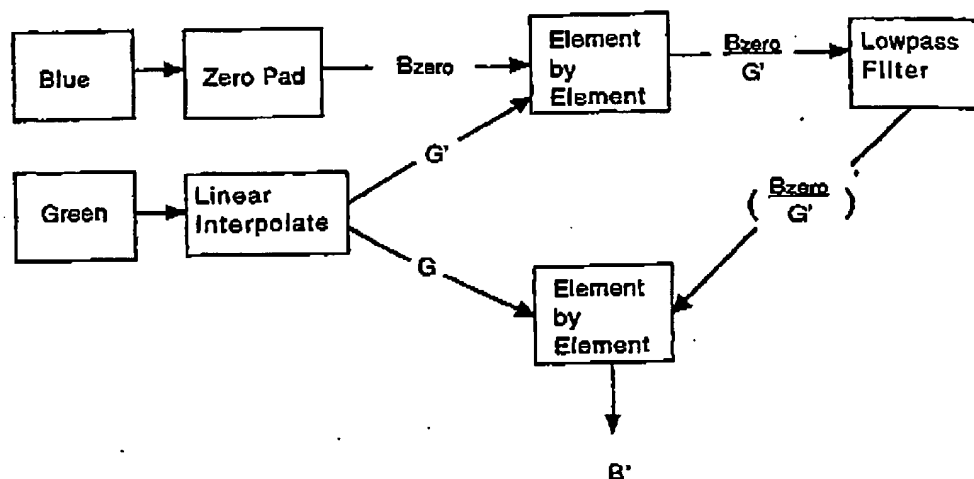 Blue
Zero Pad
Bzero
Element
by
Element
Bzero
G'
Lowpass
Filter
Green
Linear
Interpolate
G'
G
(Bzero)
G'
Element
by
Element
B'